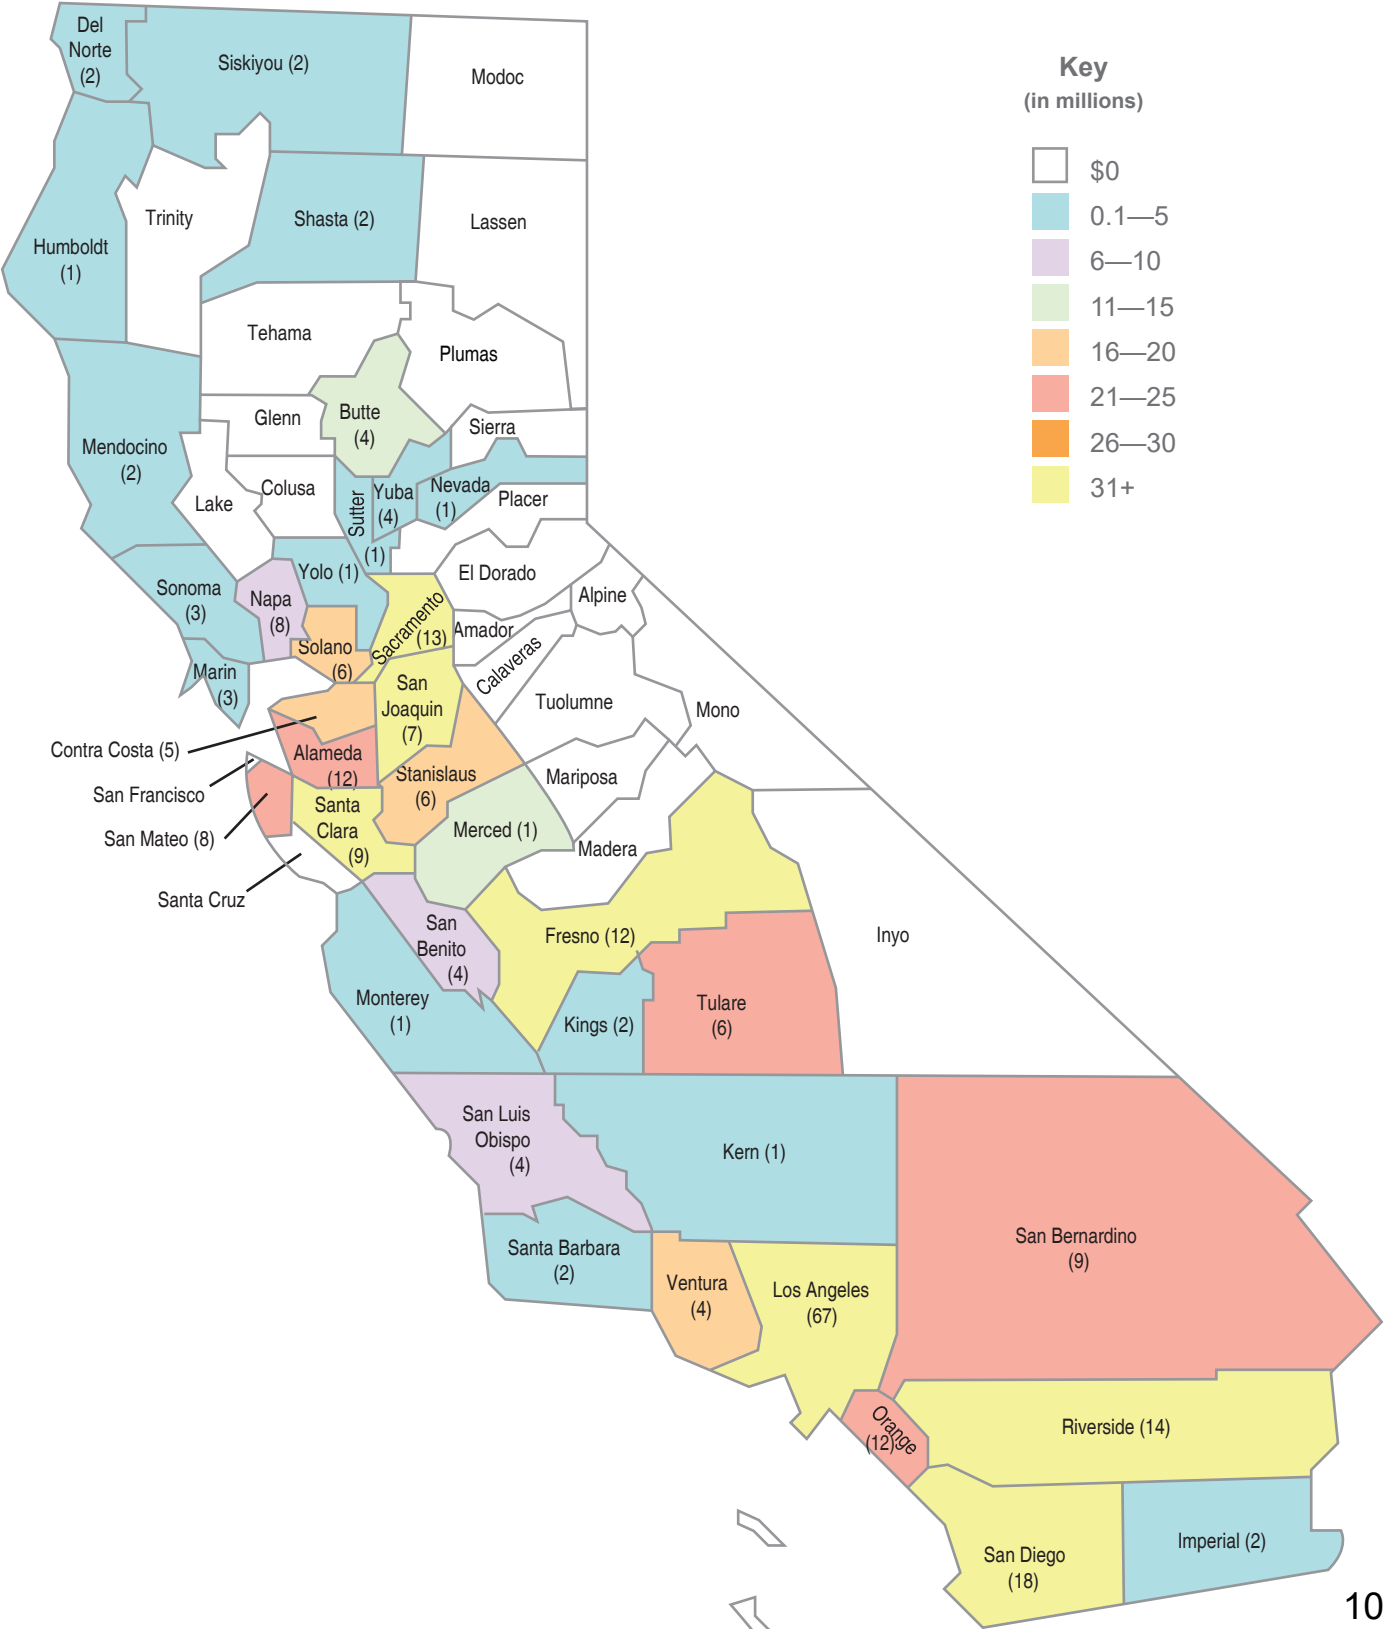 Del
Norte
(2)
Siskiyou (2)
Modoc
Key
(in millions)
$0
0.1—5
6—10
11—15
16—20
21—25
26—30
31+
Humboldt
(1)
Trinity
Shasta (2)
Lassen
Tehama
Plumas
Mendocino
(2)
Glenn
Butte
(4)
Sierra
Lake
Colusa
Sutter
(1)
Yuba
(4)
Nevada
(1)
Placer
Sonoma
(3)
Napa
(8)
Yolo (1)
El Dorado
Alpine
Marin
(3)
Solano
(6)
Sacramento
(13)
Amador
Calaveras
San
Joaquin
(7)
Tuolumne
Mono
Contra Costa (5)
Alameda
(12)
Stanislaus
(6)
Mariposa
San Francisco
San Mateo (8)
Santa
Clara
(9)
Merced (1)
Madera
Santa Cruz
San
Benito
(4)
Fresno (12)
Inyo
Monterey
(1)
Kings (2)
Tulare
(6)
San Luis
Obispo
(4)
Kern (1)
San Bernardino
(9)
Santa Barbara
(2)
Ventura
(4)
Los Angeles
(67)
Orange
(12)
Riverside (14)
San Diego
(18)
Imperial (2)
10